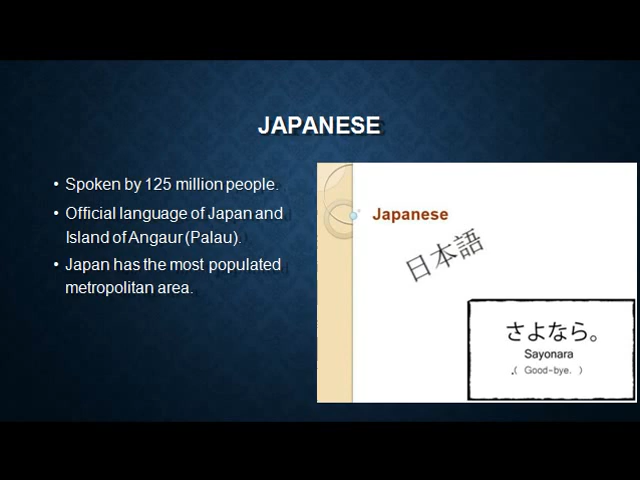 JAPANESE
• Spoken by 125 million people.
• Official language of Japan and
Island of Angaur (Palau).
• Japan has the most populated
metropolitan area.
Japanese
日本語
さよなら。
Sayonara
( Good-bye. )